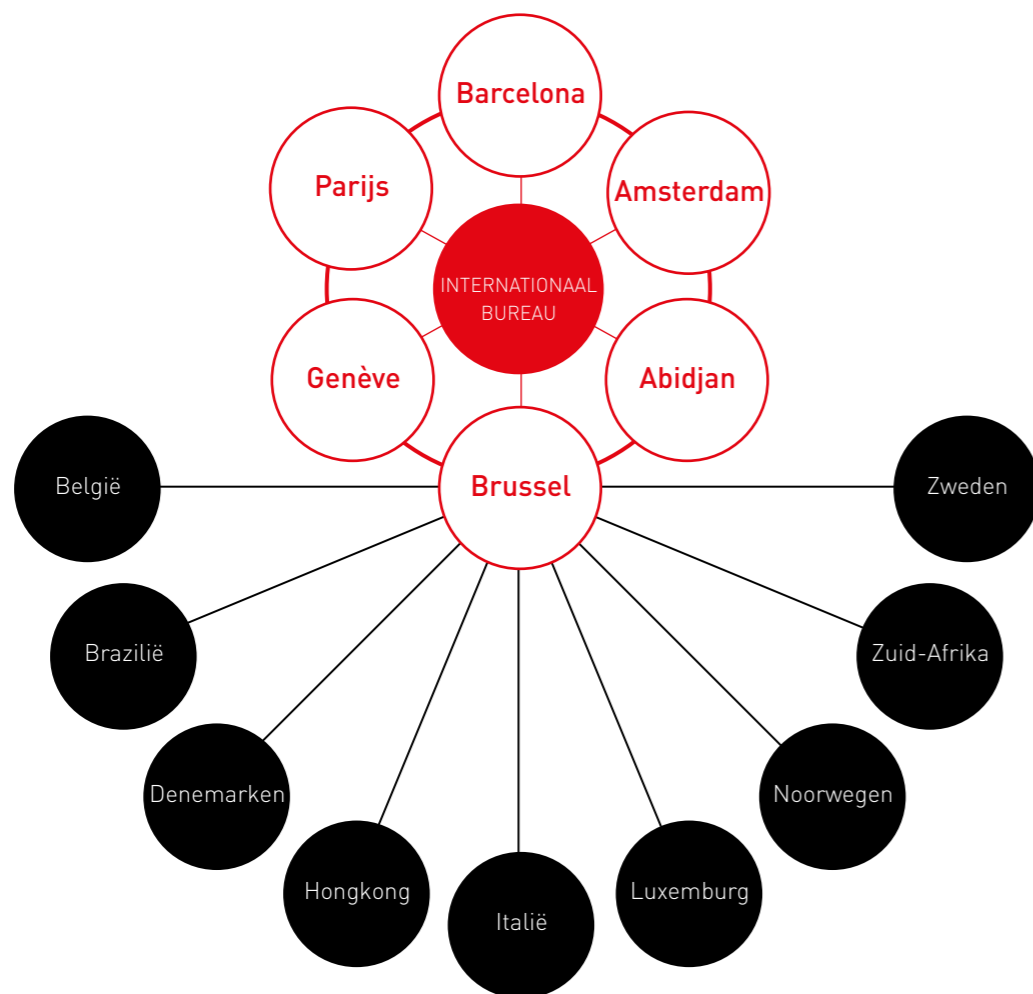 Barcelona
Parijs
Amsterdam
INTERNATIONAAL
BUREAU
Genève
Abidjan
Brussel
België
Zweden
Brazilië
Zuid-Afrika
Denemarken
Noorwegen
Hongkong
Luxemburg
Italië